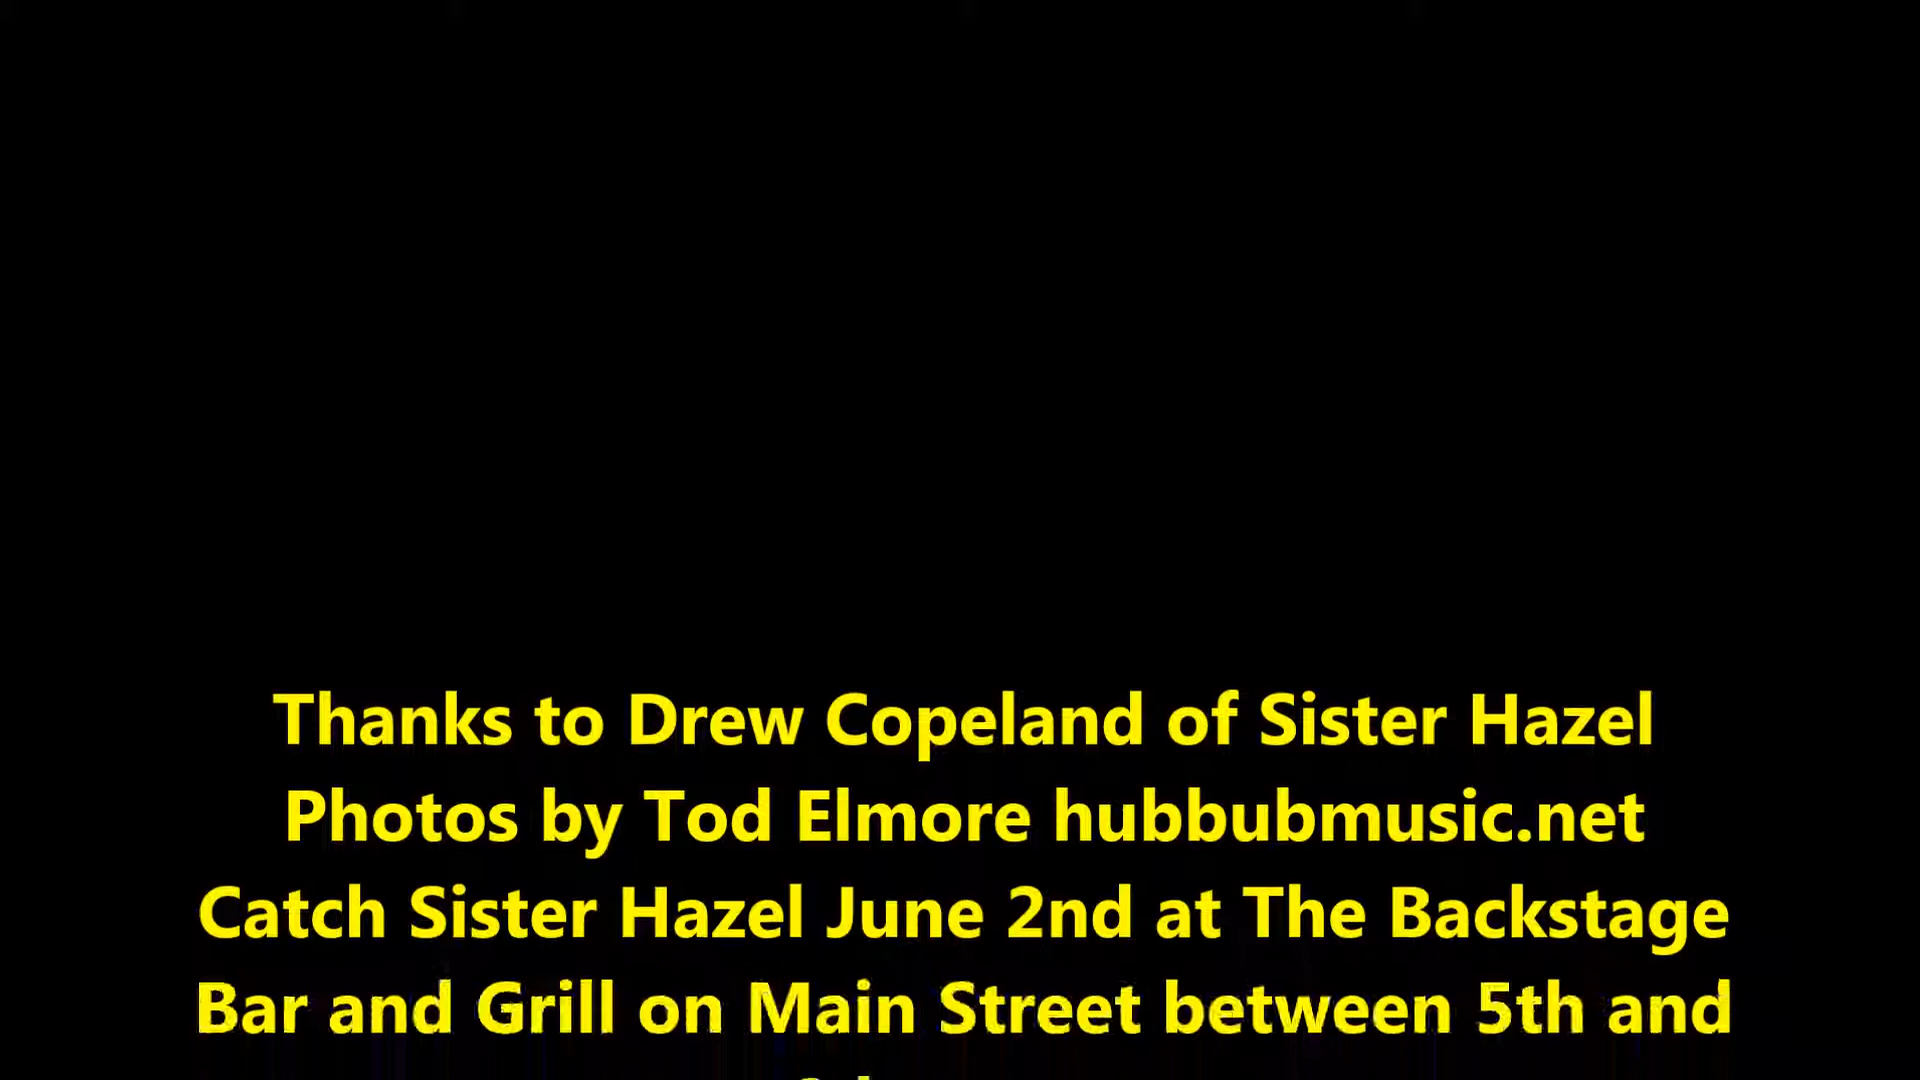 Thanks to Drew Copeland of Sister Hazel
Photos by Tod Elmore hubbubmusic.net
Catch Sister Hazel June 2nd at The Backstage
Bar and Grill on Main Street between 5th and